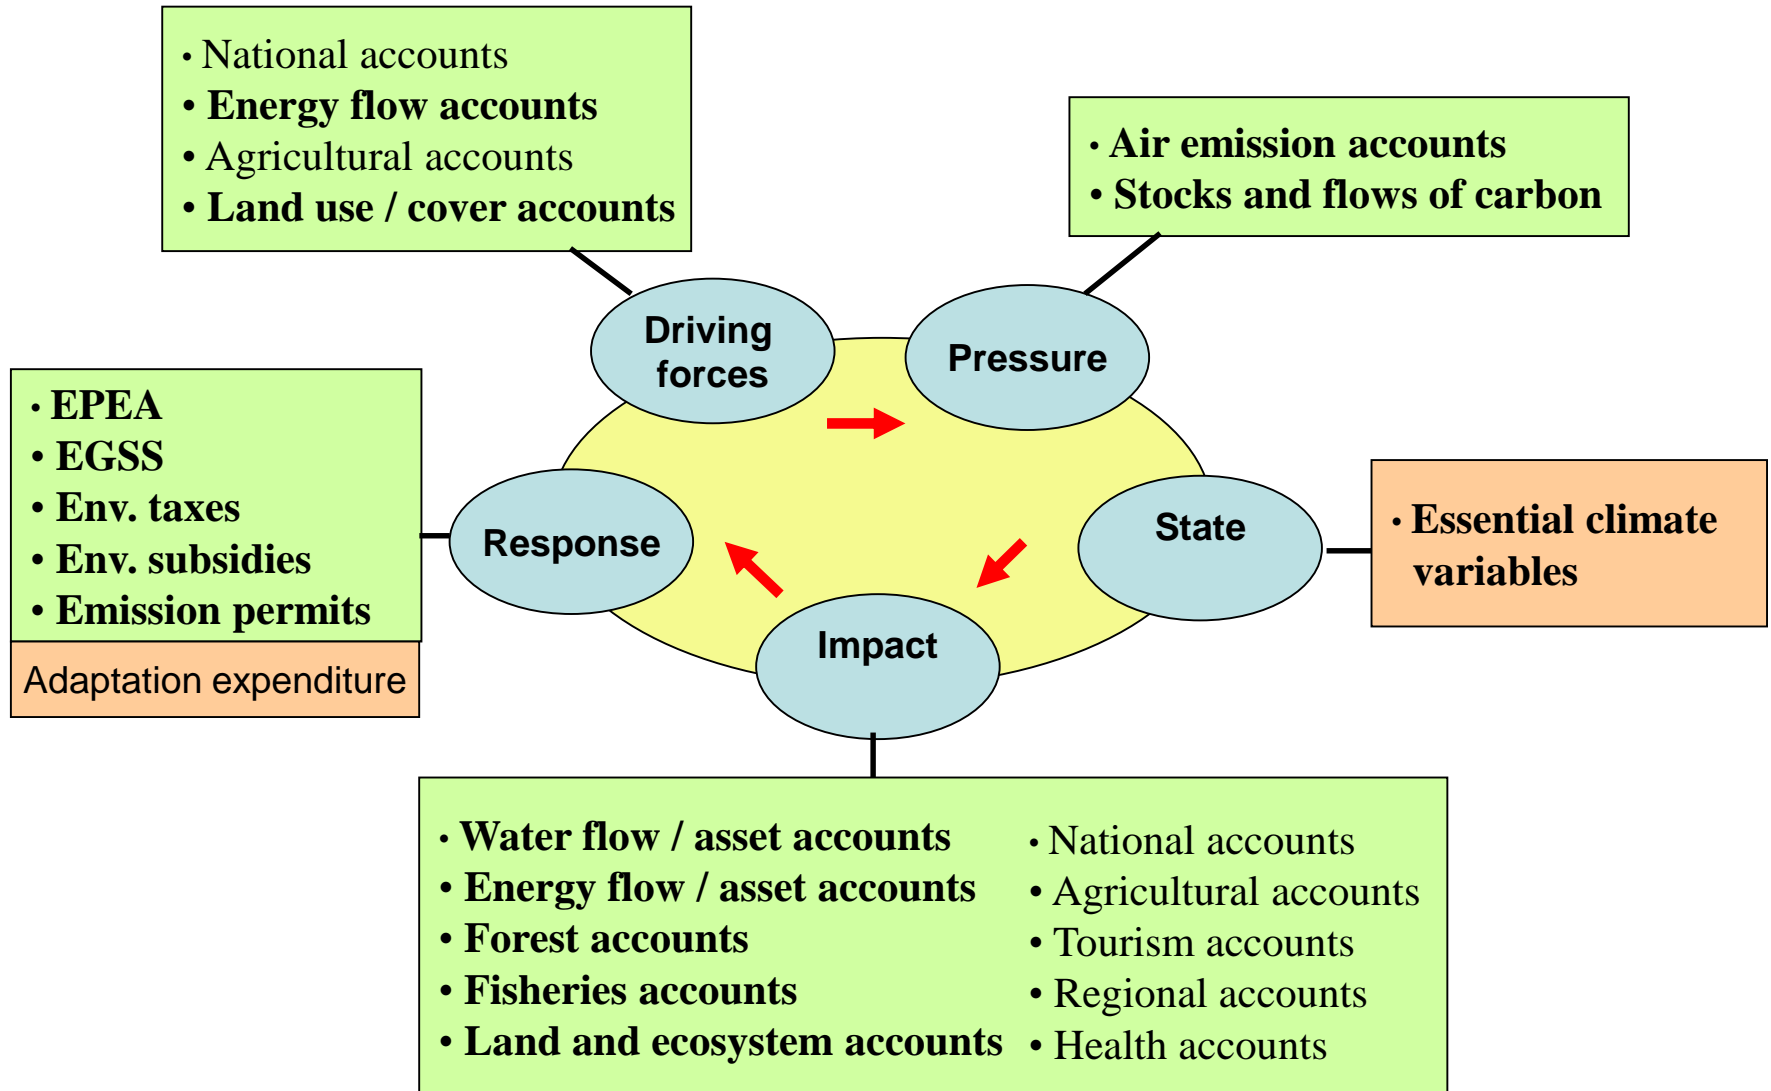 • National accounts
• Energy flow accounts
• Agricultural accounts
• Land use / cover accounts
• Air emission accounts
• Stocks and flows of carbon
Driving
forces
Pressure
• EPEA
• EGSS
• Env. taxes
• Env. subsidies
• Emission permits
Adaptation expenditure
Response
State
• Essential climate
variables
Impact
• Water flow / asset accounts
• Energy flow / asset accounts
• Forest accounts
• Fisheries accounts
• Land and ecosystem accounts
• National accounts
• Agricultural accounts
• Tourism accounts
• Regional accounts
• Health accounts